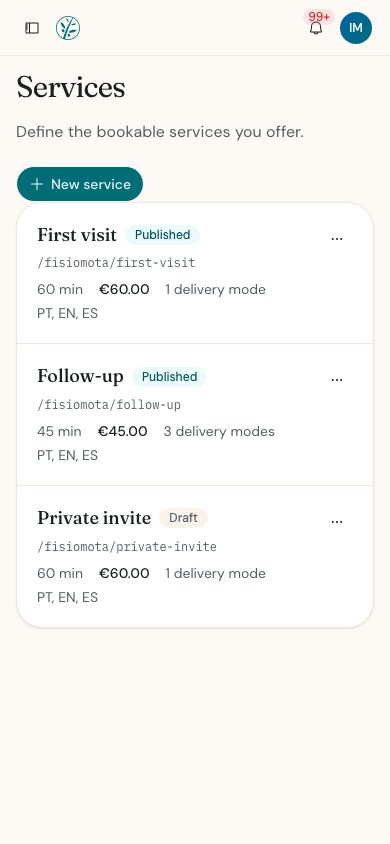 99+
IM
Services
Define the bookable services you offer.
New service
First visit Published ...
/fisiomota/first-visit
60 min €60.00 1 delivery mode
PT, EN, ES
Follow-up Published ...
/fisiomota/follow-up
45 min €45.00 3 delivery modes
PT, EN, ES
Private invite Draft ...
/fisiomota/private-invite
60 min €60.00 1 delivery mode
PT, EN, ES